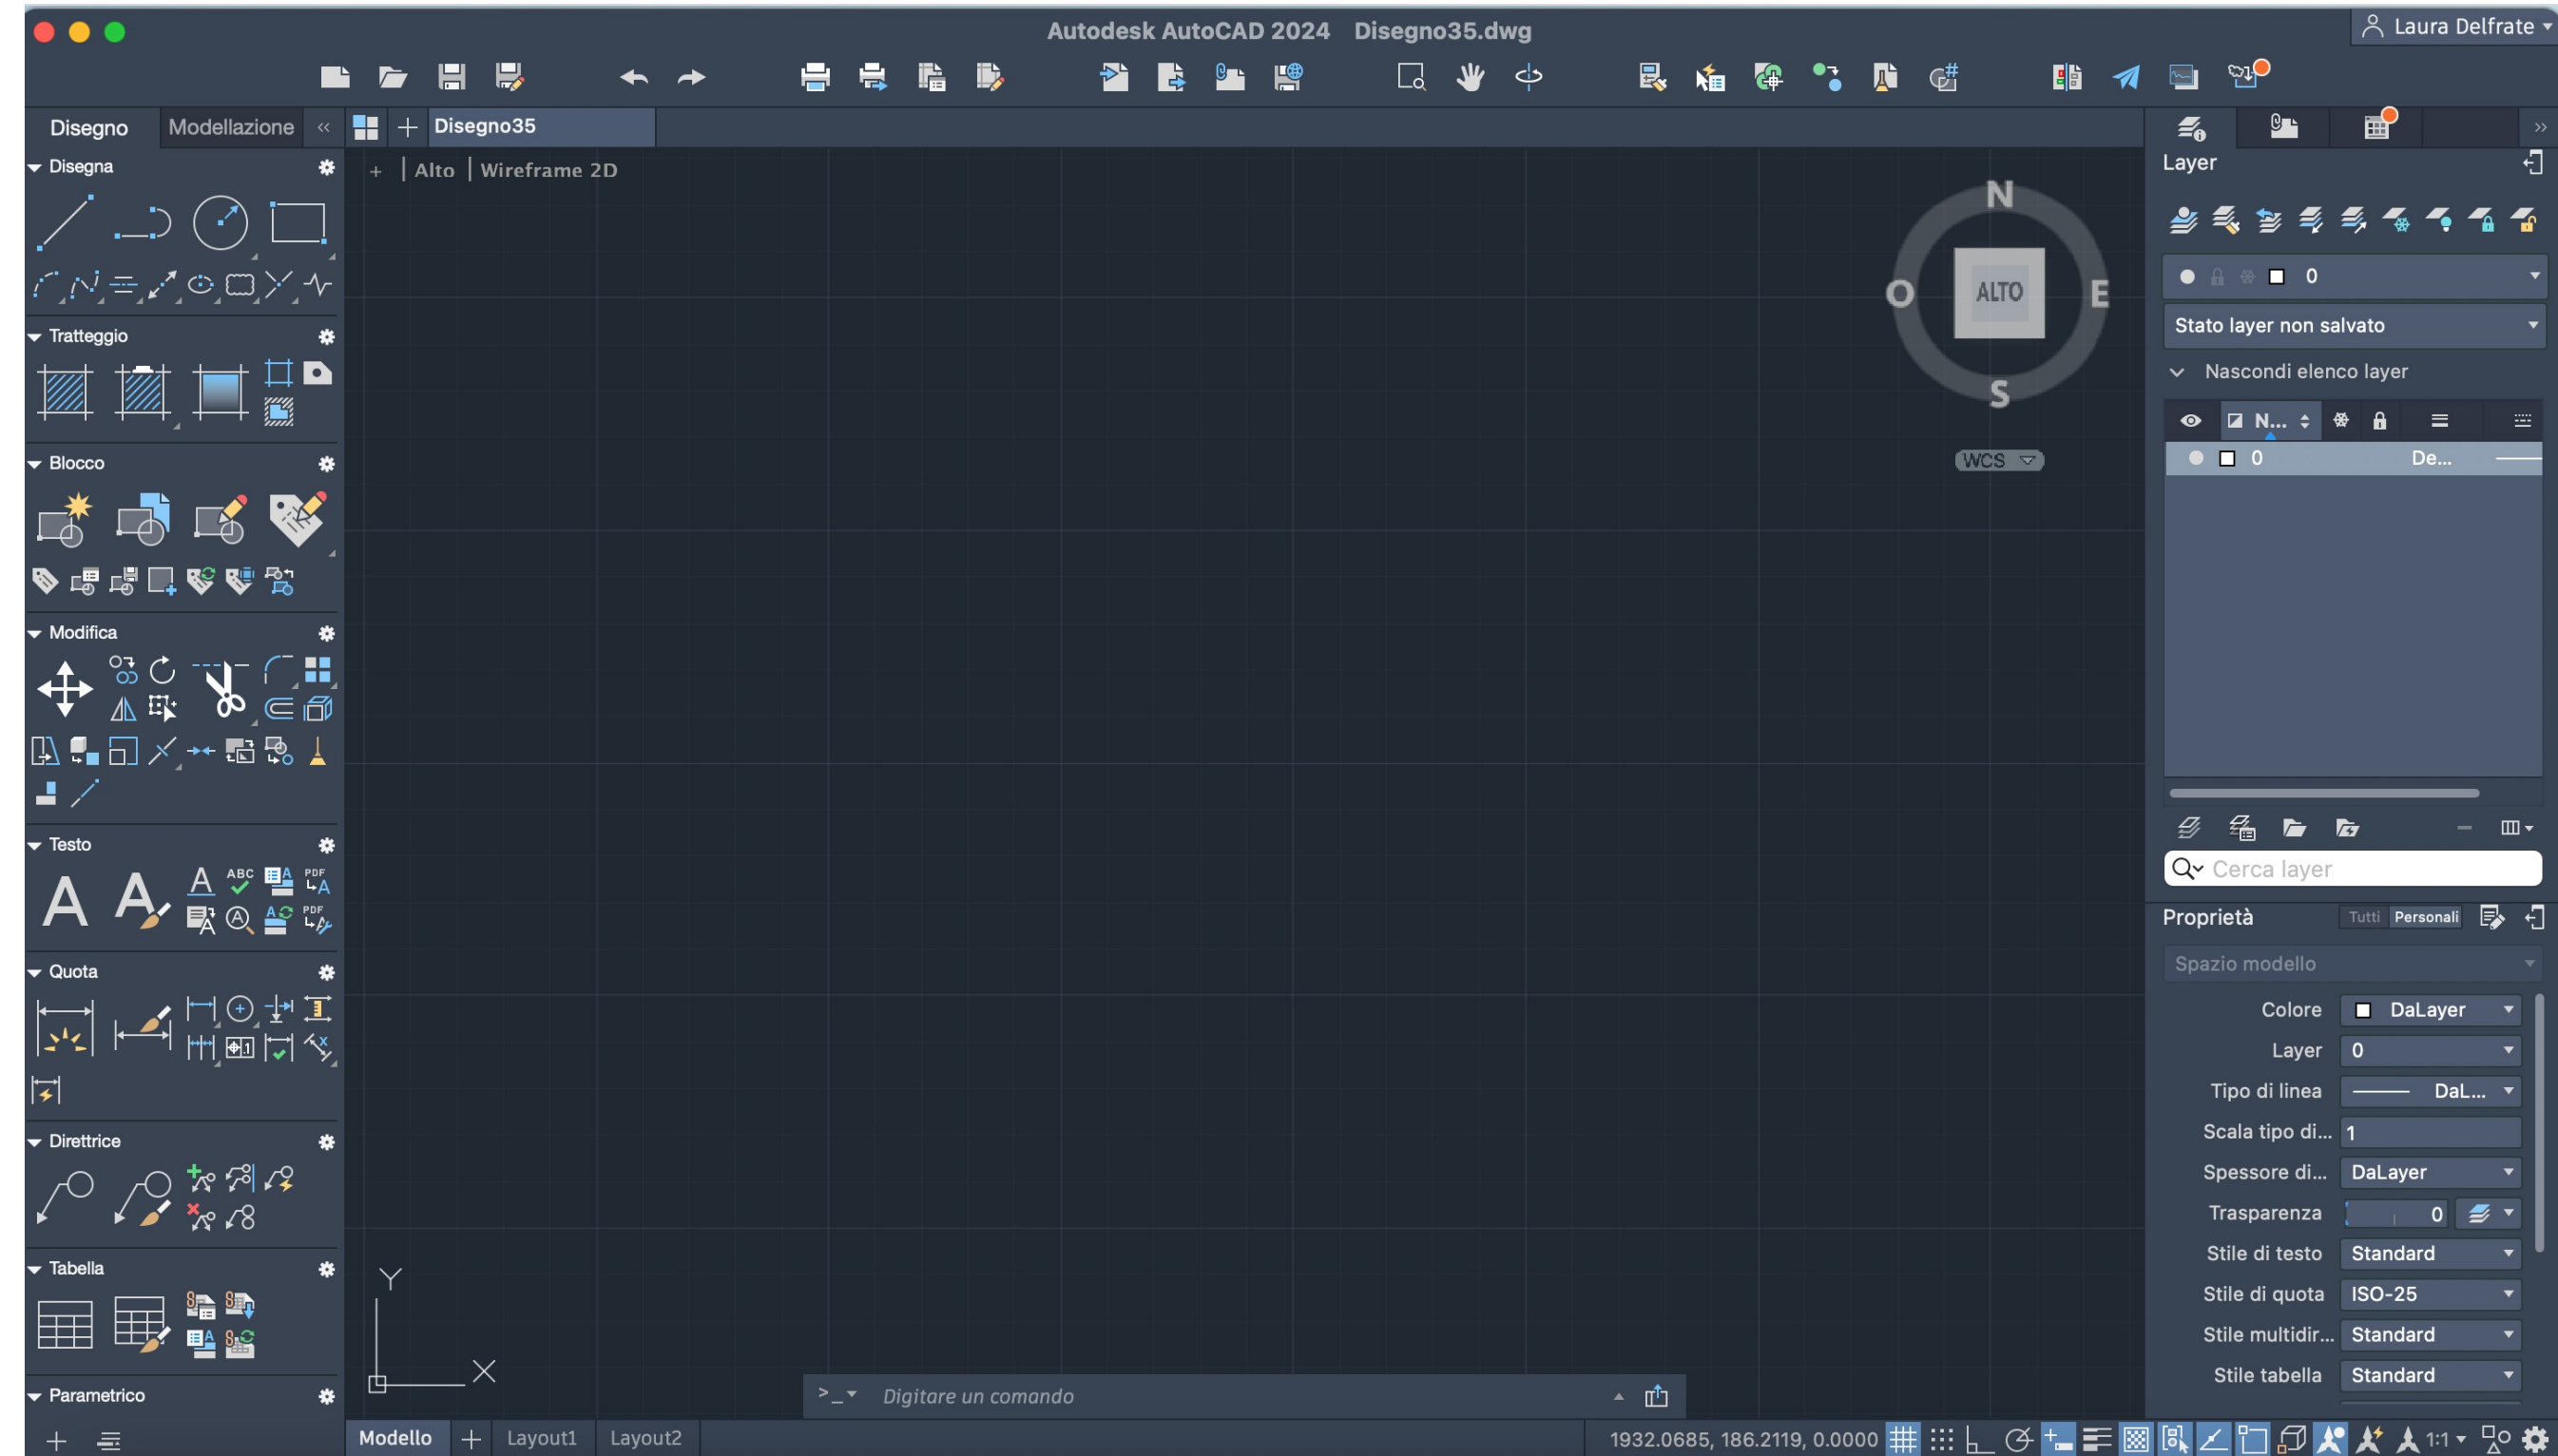 Autodesk AutoCAD 2024 Disegno35.dwg
Laura Delfrate
Disegno Modellazione
Disegno35
+ | Alto | Wireframe 2D
Disegna
Tratteggio
Blocco
Modifica
Testo
A A A ABC A PDF A
A A A PDF A
Quota
.1 x
Direttrice
Tabella
A
Parametrico
N
O ALTO E
S
WCS
Y
X
>_ Digitare un comando
Modello + Layout1 Layout2
1932.0685, 186.2119, 0.0000
1:1
Layer
0
Stato layer non salvato
Nascondi elenco layer
N...
0 De...
Cerca layer
Proprietà Tutti Personali
Spazio modello
Colore DaLayer
Layer 0
Tipo di linea DaL...
Scala tipo di... 1
Spessore di... DaLayer
Trasparenza 0
Stile di testo Standard
Stile di quota ISO-25
Stile multidir... Standard
Stile tabella Standard